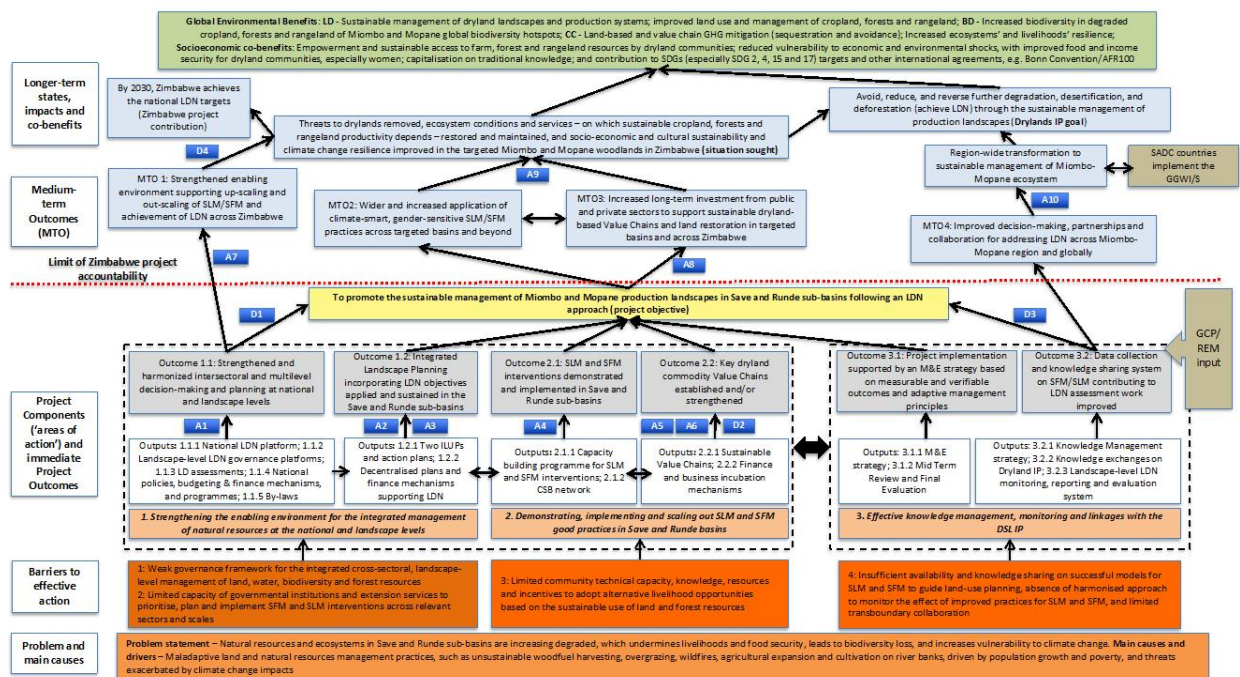 Global Environmental Benefits: LD - Sustainable management of dryland landscapes and production systems; improved land use and management of cropland, forests and rangeland; BD - Increased biodiversity in degraded
cropland, forests and rangeland of Miombo and Mopane global biodiversity hotspots; CC - Land-based and value chain GHG mitigation (sequestration and avoidance); Increased ecosystems' and livelihoods' resilience;
Socioeconomic co-benefits: Empowerment and sustainable access to farm, forest and rangeland resources by dryland communities; reduced vulnerability to economic and environmental shocks, with improved food and income
security for dryland communities, especially women; capitalisation on traditional knowledge; and contribution to SDGs (especially SDG 2, 4, 15 and 17) targets and other international agreements, e.g. Bonn Convention/AFR100
Longer-term
states,
impacts and
co-benefits
By 2030, Zimbabwe achieves
the national LDN targets
(Zimbabwe project
contribution)
Threats to drylands removed, ecosystem conditions and services – on which sustainable cropland, forests and
rangeland productivity depends – restored and maintained, and socio-economic and cultural sustainability and
climate change resilience improved in the targeted Miombo and Mopane woodlands in Zimbabwe (situation sought)
Avoid, reduce, and reverse further degradation, desertification, and
deforestation (achieve LDN) through the sustainable management of
production landscapes (Drylands IP goal)
D4
A9
Region-wide transformation to
sustainable management of Miombo-
Mopane ecosystem
SADC countries
implement the
GGWI/S
Medium-
term
Outcomes
(MTO)
MTO 1: Strengthened enabling
environment supporting up-scaling and
out-scaling of SLM/SFM and
achievement of LDN across Zimbabwe
MTO2: Wider and increased application of
climate-smart, gender-sensitive SLM/SFM
practices across targeted basins and beyond
MTO3: Increased long-term investment from public
and private sectors to support sustainable dryland-
based Value Chains and land restoration in targeted
basins and across Zimbabwe
A10
MTO4: Improved decision-making, partnerships and
collaboration for addressing LDN across Miombo-
Mopane region and globally
A7
A8
Limit of Zimbabwe project
accountability
To promote the sustainable management of Miombo and Mopane production landscapes in Save and Runde sub-basins following an LDN
approach (project objective)
D1
D3
GCP/
REM
input
Project
Components
('areas of
action') and
immediate
Project
Outcomes
Outcome 1.1: Strengthened and
harmonized intersectoral and multilevel
decision-making and planning at national
and landscape levels
Outcome 1.2: Integrated
Landscape Planning
incorporating LDN objectives
applied and sustained in the
Save and Runde sub-basins
Outcome 2.1: SLM and SFM
interventions demonstrated
and implemented in Save and
Runde sub-basins
Outcome 2.2: Key dryland
commodity Value Chains
established and/or
strengthened
Outcome 3.1: Project implementation
supported by an M&E strategy based
on measurable and verifiable
outcomes and adaptive management
principles
Outcome 3.2: Data collection
and knowledge sharing system
on SFM/SLM contributing to
LDN assessment work
improved
A1
A2
A3
A4
A5
A6
D2
Outputs: 1.1.1 National LDN platform; 1.1.2
Landscape-level LDN governance platforms;
1.1.3 LD assessments; 1.1.4 National
policies, budgeting & finance mechanisms,
and programmes; 1.1.5 By-laws
Outputs: 1.2.1 Two ILUPs
and action plans; 1.2.2
Decentralised plans and
finance mechanisms
supporting LDN
Outputs: 2.1.1 Capacity
building programme for SLM
and SFM interventions; 2.1.2
CSB network
Outputs: 2.2.1 Sustainable
Value Chains; 2.2.2 Finance
and business incubation
mechanisms
Outputs: 3.1.1 M&E
strategy; 3.1.2 Mid Term
Review and Final
Evaluation
Outputs: 3.2.1 Knowledge Management
strategy; 3.2.2 Knowledge exchanges on
Dryland IP; 3.2.3 Landscape-level LDN
monitoring, reporting and evaluation
system
1. Strengthening the enabling environment for the integrated management
of natural resources at the national and landscape levels
2. Demonstrating, implementing and scaling out SLM and SFM
good practices in Save and Runde basins
3. Effective knowledge management, monitoring and linkages with the
DSL IP
Barriers to
effective
action
1: Weak governance framework for the integrated cross-sectoral, landscape-
level management of land, water, biodiversity and forest resources
2: Limited capacity of governmental institutions and extension services to
prioritise, plan and implement SFM and SLM interventions across relevant
sectors and scales
3: Limited community technical capacity, knowledge, resources
and incentives to adopt alternative livelihood opportunities
based on the sustainable use of land and forest resources
4: Insufficient availability and knowledge sharing on successful models for
SLM and SFM to guide land-use planning, absence of harmonised approach
to monitor the effect of improved practices for SLM and SFM, and limited
transboundary collaboration
Problem and
main causes
Problem statement – Natural resources and ecosystems in Save and Runde sub-basins are increasing degraded, which undermines livelihoods and food security, leads to biodiversity loss, and increases vulnerability to climate change. Main causes and
drivers – Maladaptive land and natural resources management practices, such as unsustainable woodfuel harvesting, overgrazing, wildfires, agricultural expansion and cultivation on river banks, driven by population growth and poverty, and threats
exacerbated by climate change impacts